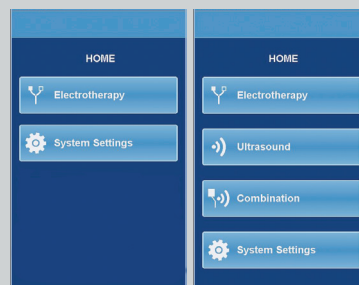 HOME
Electrotherapy
System Settings
HOME
Electrotherapy
Ultrasound
Combination
System Settings